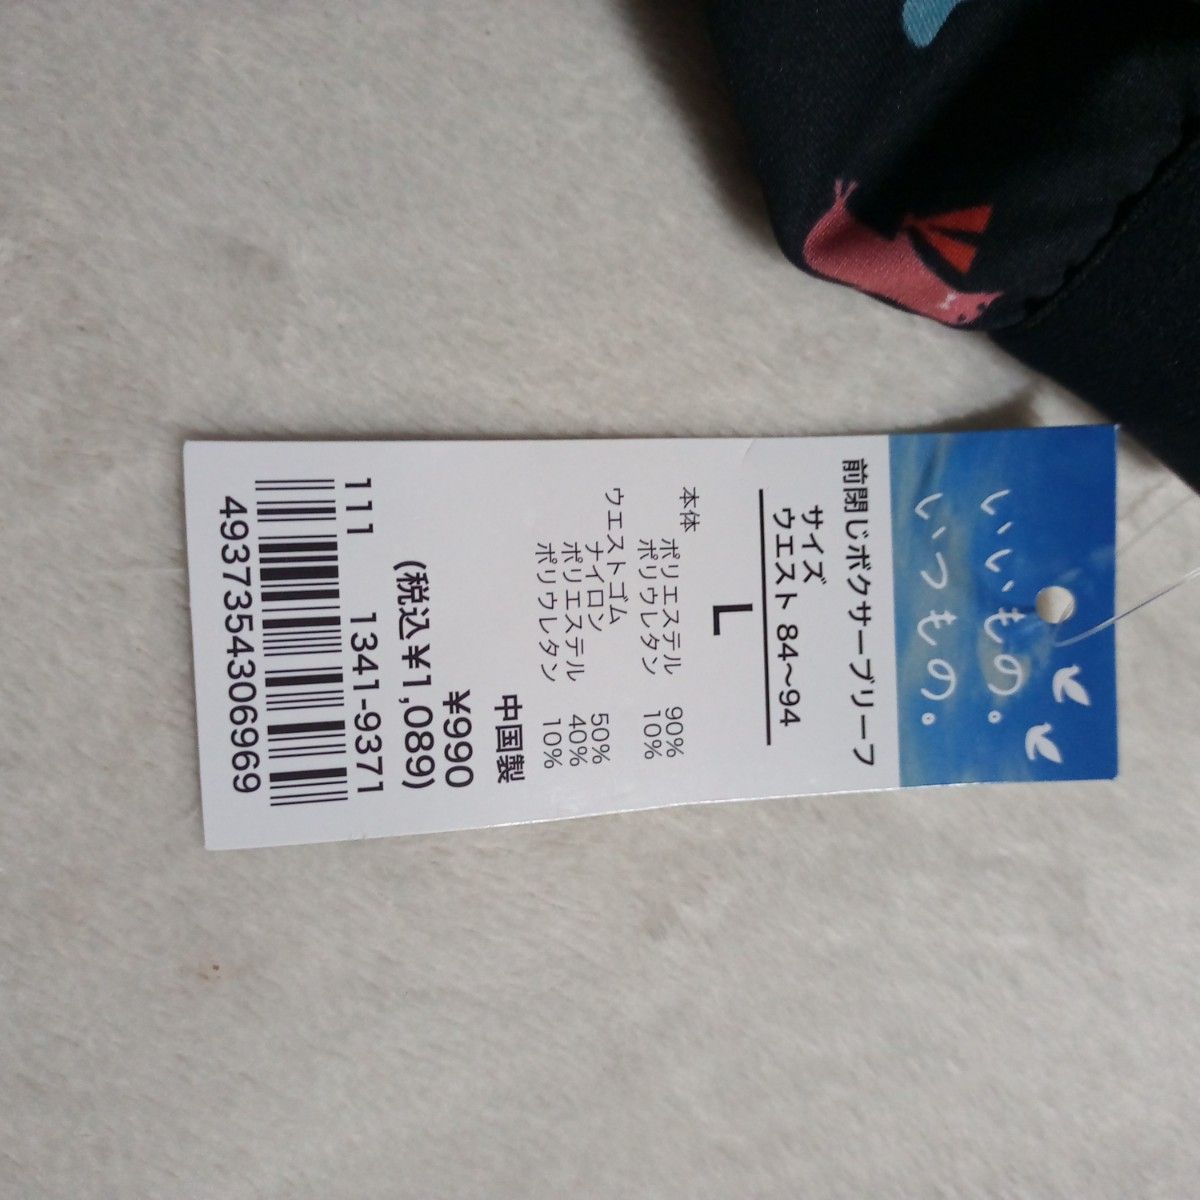 いいもの。
いつもの。
前閉じボクサーブリーフ
サイズ
ウエスト 84〜94
L
本体
ポリエステル 90%
ポリウレタン 10%
ウエストゴム
ナイロン 50%
ポリエステル 40%
ポリウレタン 10%
中国製
¥990
(税込¥1,089)
111 1341-9371
4937354306969